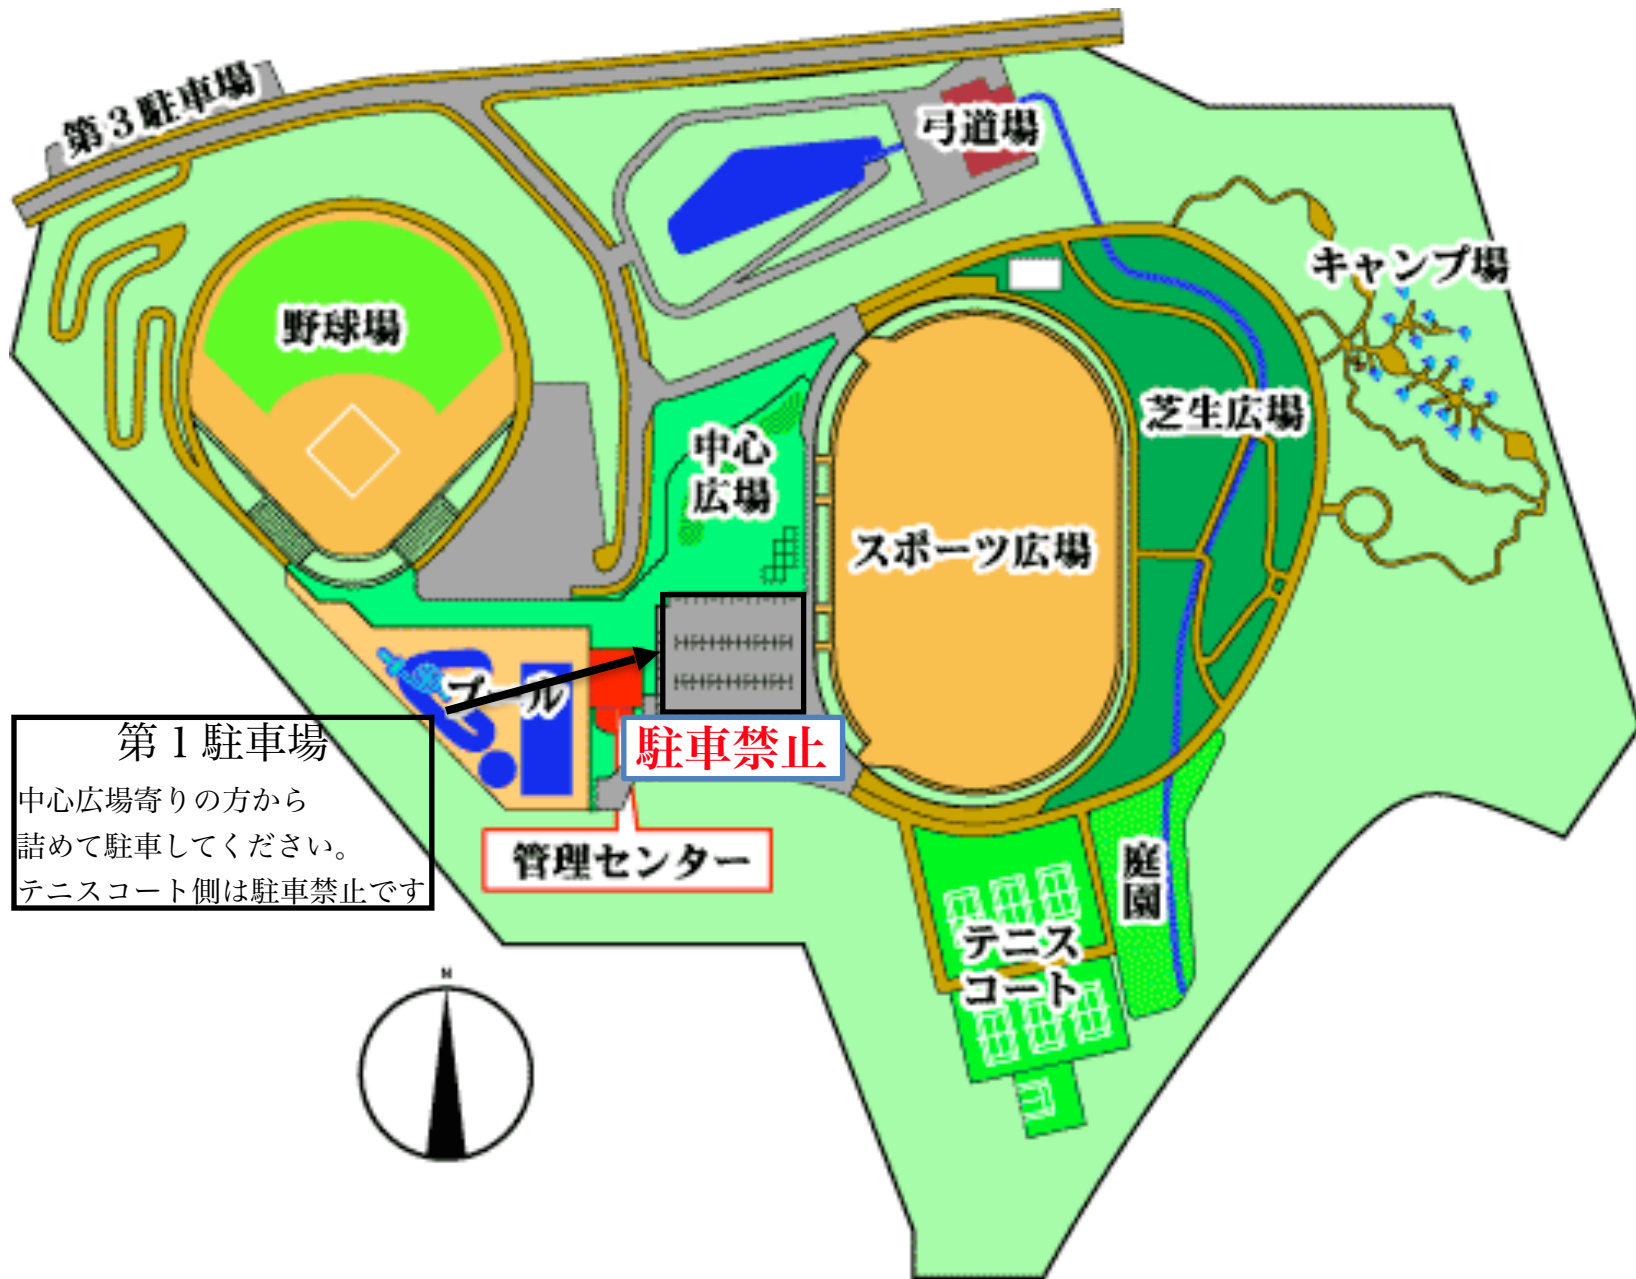 第３駐車場
弓道場
キャンプ場
野球場
芝生広場
中心
広場
スポーツ広場
プール
第１駐車場
中心広場寄りの方から
詰めて駐車してください。
テニスコート側は駐車禁止です
駐車禁止
管理センター
庭
園
テニス
コート
N